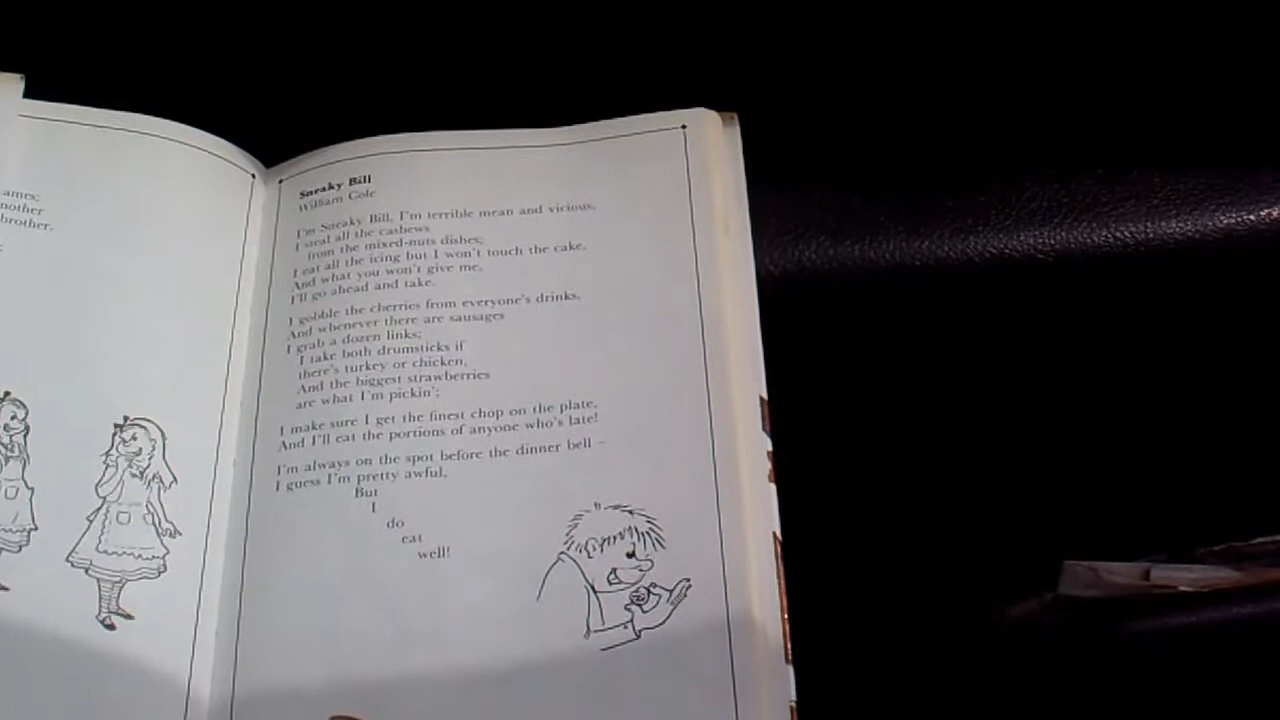 ames;
nother
brother.
Sneaky Bill
William Cole
I'm Sneaky Bill, I'm terrible mean and vicious,
I steal all the cashews
from the mixed-nuts dishes;
I eat all the icing but I won't touch the cake,
And what you won't give me,
I'll go ahead and take.
I gobble the cherries from everyone's drinks,
And whenever there are sausages
I grab a dozen links;
I take both drumsticks if
there's turkey or chicken,
And the biggest strawberries
are what I'm pickin';
I make sure I get the finest chop on the plate,
And I'll eat the portions of anyone who's late!
I'm always on the spot before the dinner bell –
I guess I'm pretty awful,
But
I
do
eat
well!